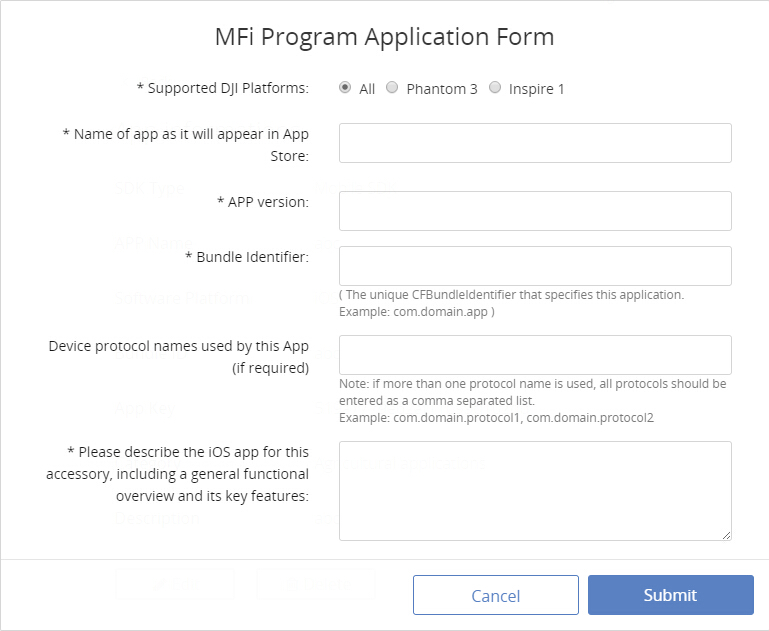 MFi Program Application Form
* Supported DJI Platforms: All Phantom 3 Inspire 1
* Name of app as it will appear in App
Store:
* APP version:
* Bundle Identifier:
( The unique CFBundleIdentifier that specifies this application.
Example: com.domain.app )
Device protocol names used by this App
(if required)
Note: if more than one protocol name is used, all protocols should be
entered as a comma separated list.
Example: com.domain.protocol1, com.domain.protocol2
* Please describe the iOS app for this
accessory, including a general functional
overview and its key features:
Cancel Submit